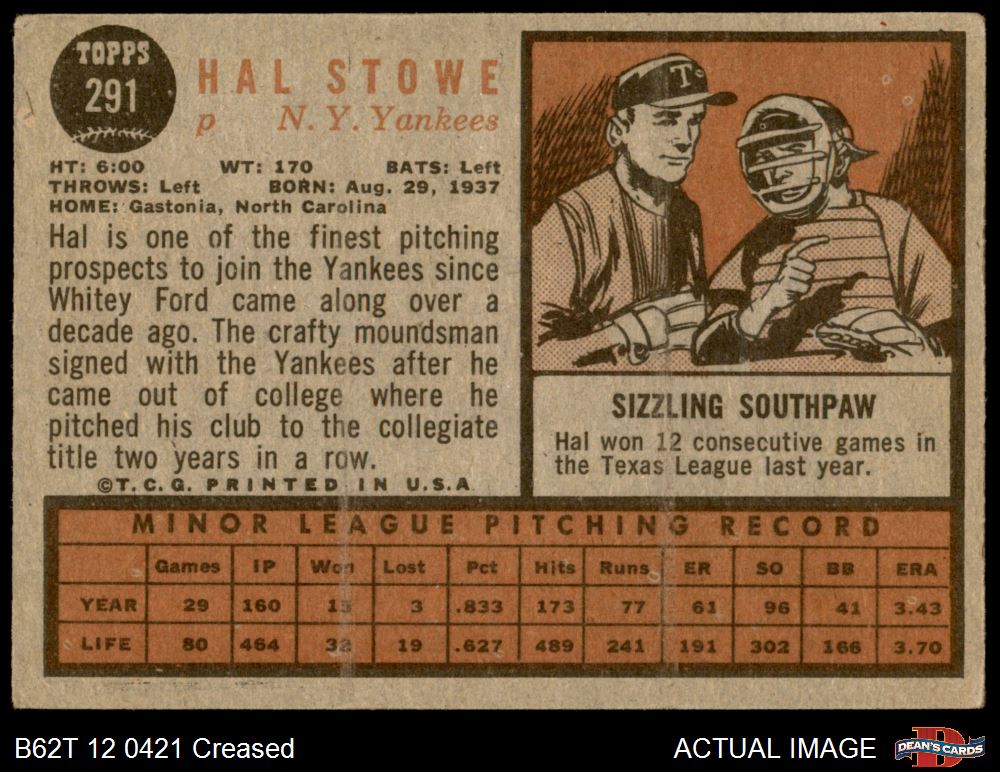 TOPPS
291
HAL STOWE
p N. Y. Yankees
HT: 6:00 WT: 170 BATS: Left
THROWS: Left BORN: Aug. 29, 1937
HOME: Gastonia, North Carolina
Hal is one of the finest pitching
prospects to join the Yankees since
Whitey Ford came along over a
decade ago. The crafty moundsman
signed with the Yankees after he
came out of college where he
pitched his club to the collegiate
title two years in a row.
©T.C.G. PRINTED IN U.S.A.
T
SIZZLING SOUTHPAW
Hal won 12 consecutive games in
the Texas League last year.
MINOR LEAGUE PITCHING RECORD
Games IP Won Lost Pct Hits Runs ER SO BB ERA
YEAR 29 160 15 3 .833 173 77 61 96 41 3.43
LIFE 80 464 32 19 .627 489 241 191 302 166 3.70
B62T 12 0421 Creased
ACTUAL IMAGE
DEAN'S CARDS